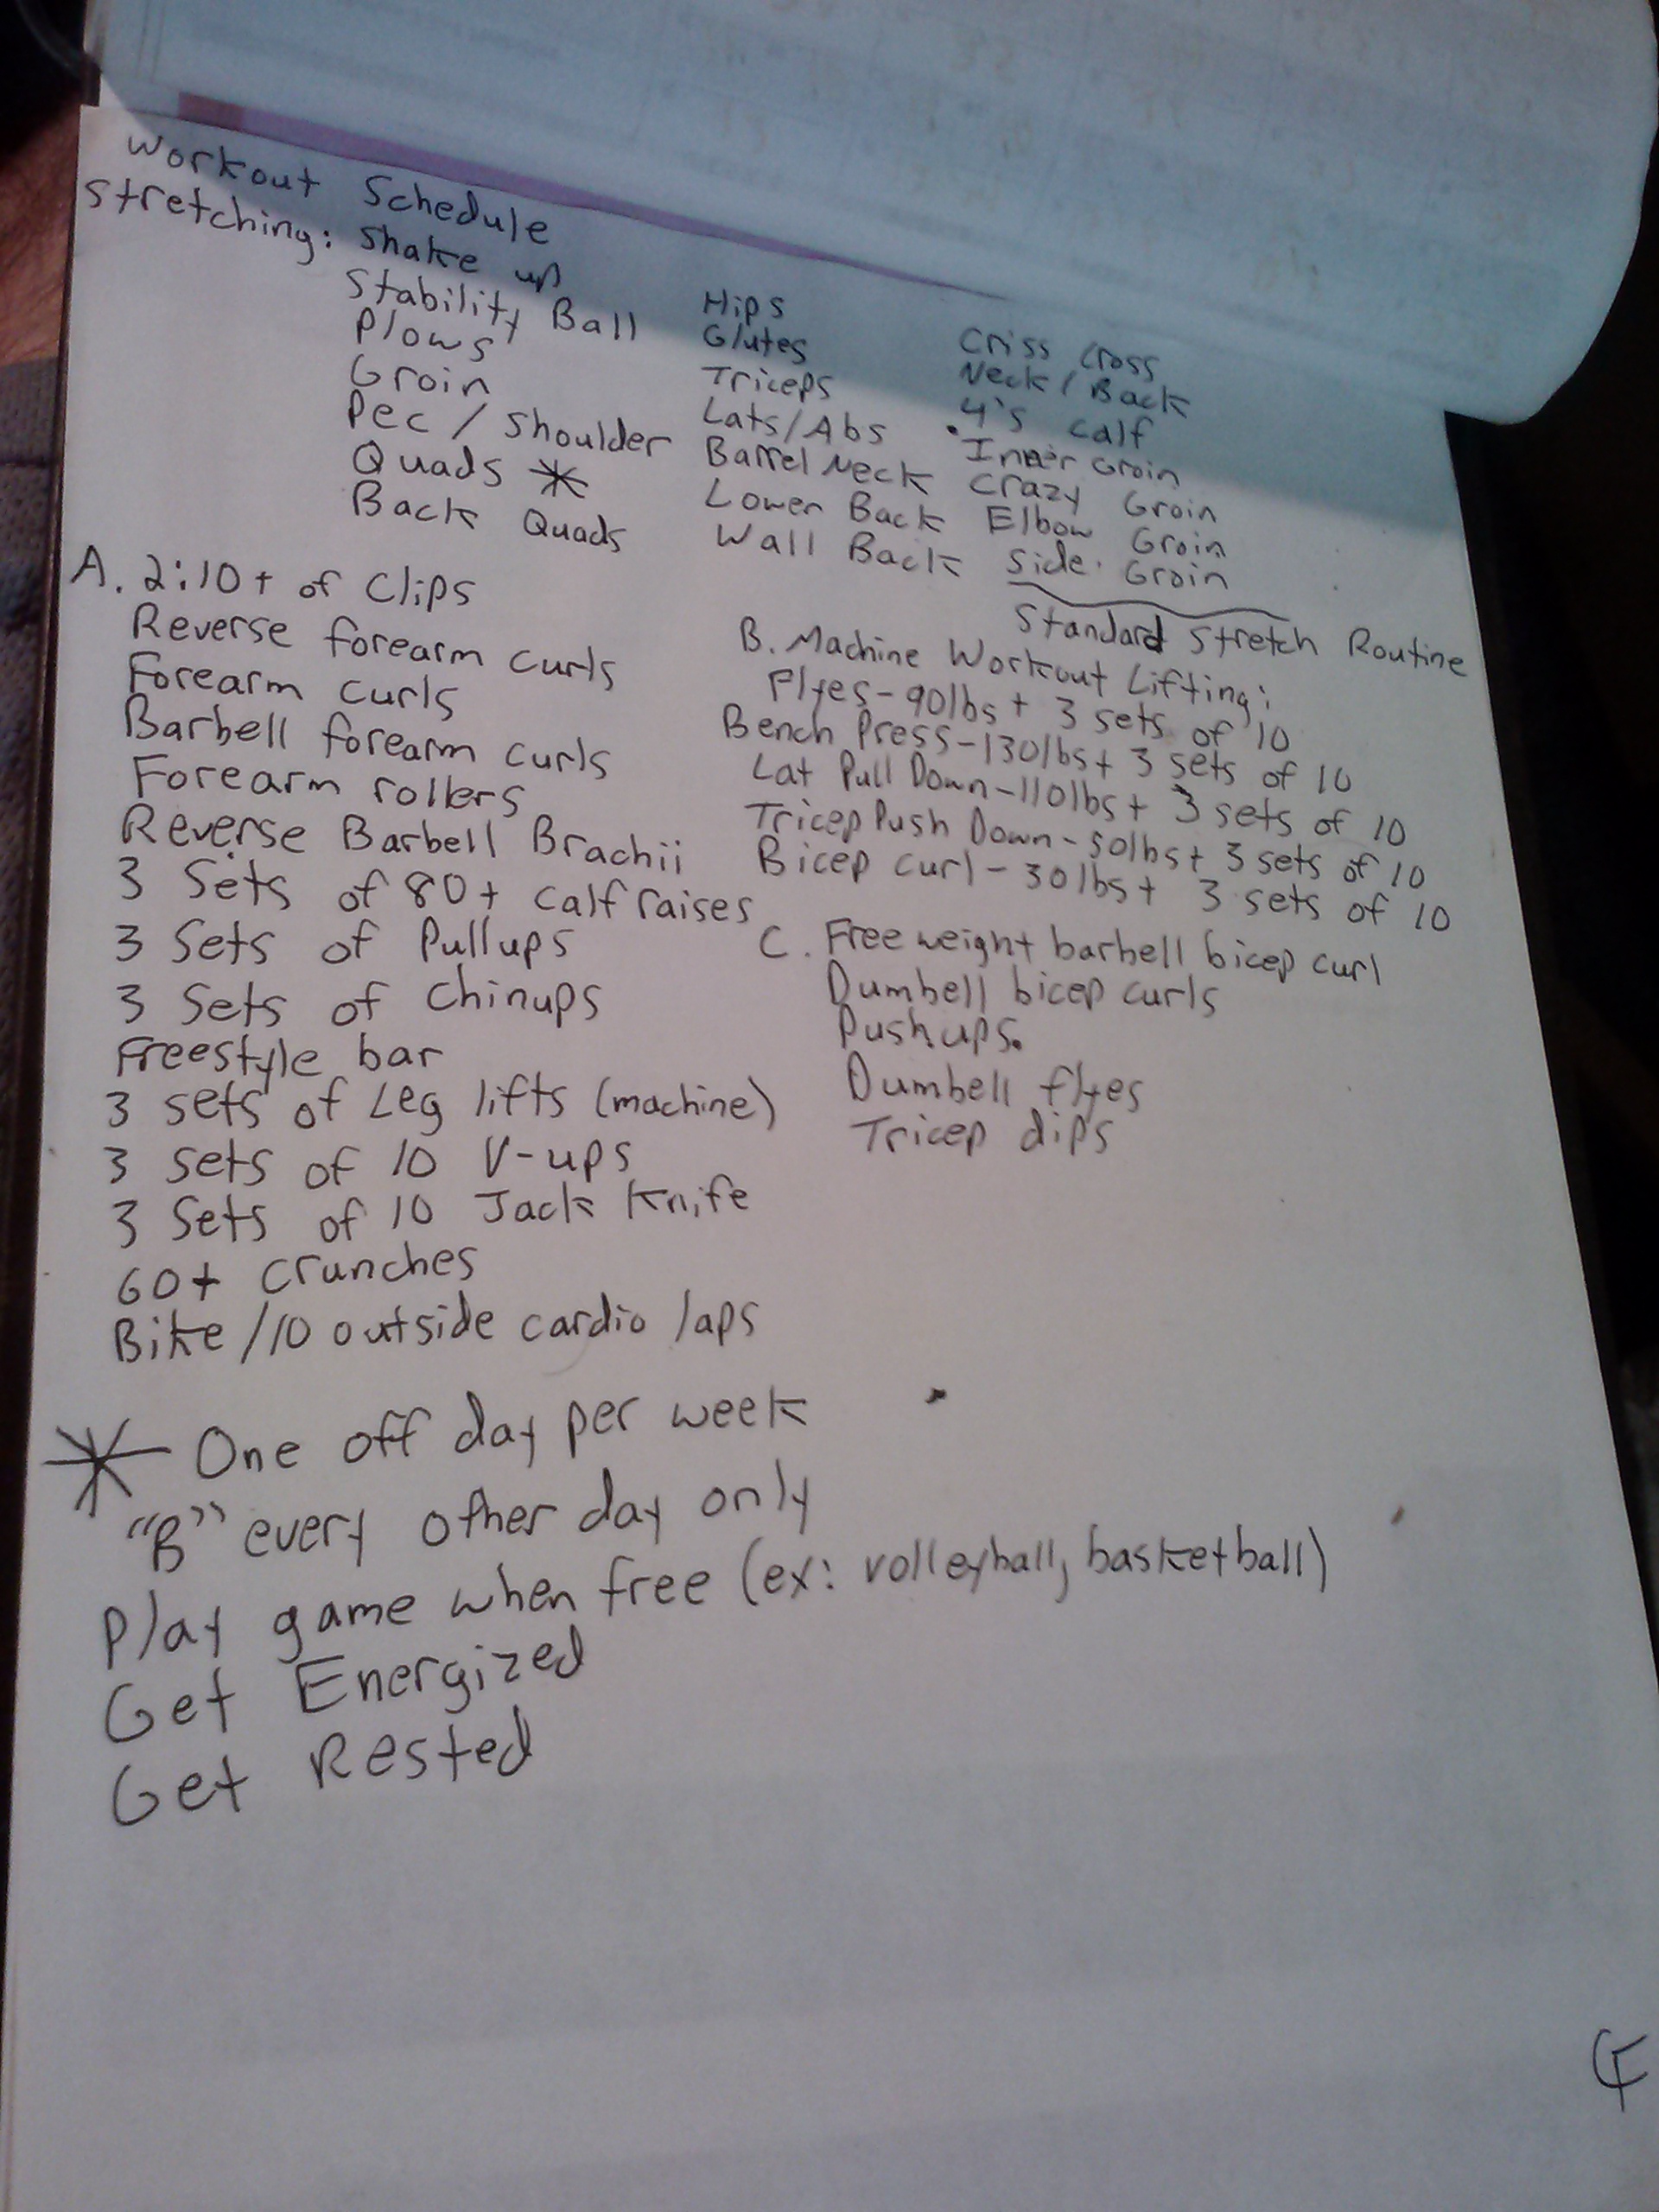 Workout Schedule
Stretching: Shake up
Stability Ball
Plows
Groin
Pec / Shoulder
Quads *
Back Quads
Hips
Glutes
Triceps
Lats/Abs
Barrel Neck
Lower Back
Wall Back
Criss Cross
Neck / Back
4's Calf
Inner Groin
Crazy Groin
Elbow Groin
Side Groin
Standard Stretch Routine
A. 2:10+ of Clips
Reverse forearm curls
Forearm curls
Barbell forearm curls
Forearm rollers
Reverse Barbell Brachii
3 Sets of 80+ calf raises
3 Sets of Pullups
3 Sets of Chinups
Freestyle bar
3 sets of Leg lifts (machine)
3 sets of 10 V-ups
3 Sets of 10 Jack Knife
60+ Crunches
Bike/10 outside cardio laps
B. Machine Workout Lifting:
Flyes-90lbs+ 3 sets of 10
Bench Press-130lbs+ 3 sets of 10
Lat Pull Down-110lbs+ 3 sets of 10
Tricep Push Down-50lbs+ 3 sets of 10
Bicep curl-30lbs+ 3 sets of 10
C. Free weight barbell bicep curl
Dumbell bicep curls
Pushups.
Dumbell flyes
Tricep dips
* One off day per week
"B" every other day only
Play game when free (ex: volleyball, basketball)
Get Energized
Get Rested